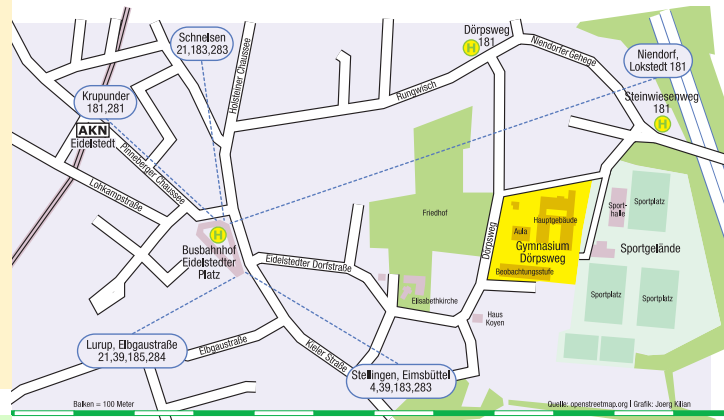 Schnelsen
21,183,283
Holsteiner Chaussee
Dörpsweg
181
H
Niendorfer Gehege
Niendorf,
Lokstedt 181
Steinwiesenweg
181
H
Krupunder
181,281
AKN
Eidelstedt
Pinneberger Chaussee
Lohkampstraße
Rungwisch
Friedhof
Dörpsweg
Hauptgebäude
Aula
Gymnasium
Dörpsweg
Beobachtungsstufe
Sport-
halle
Sportplatz
Sportgelände
Sportplatz
Sportplatz
H
Busbahnhof
Eidelstedter
Platz
Eidelstedter Dorfstraße
Elisabethkirche
Haus
Koyen
Lurup, Elbgaustraße
21,39,185,284
Elbgaustraße
Kieler Straße
Stellingen, Eimsbüttel
4,39,183,283
Balken = 100 Meter
Quelle: openstreetmap.org | Grafik: Joerg Kilian